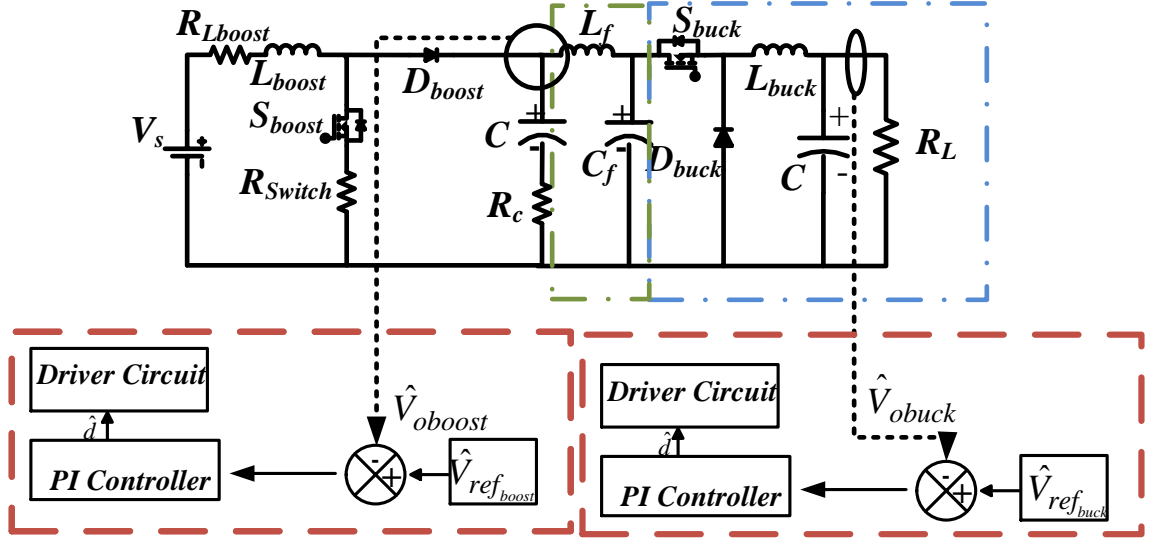 R_Lboost
L_boost
D_boost
L_f
S_buck
L_buck
V_s
+
S_boost
R_Switch
+
C
-
R_c
+
C_f
-
D_buck
+
C
-
R_L
Driver Circuit
d̂
PI Controller
V̂_oboost
-
+
V̂_ref_boost
Driver Circuit
d̂
PI Controller
V̂_obuck
-
+
V̂_ref_buck